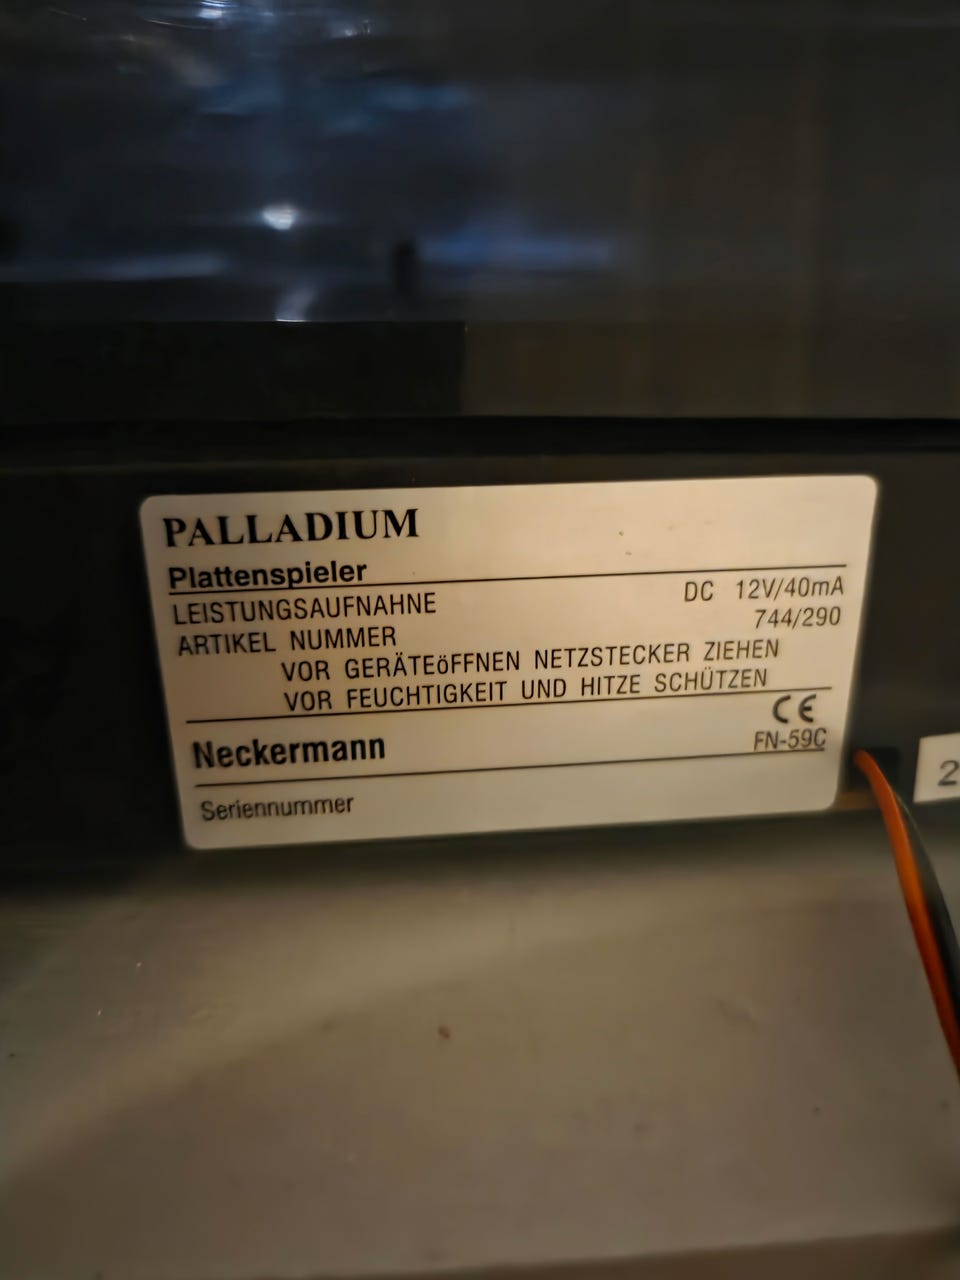 PALLADIUM
Plattenspieler
LEISTUNGSAUFNAHNE DC 12V/40mA
ARTIKEL NUMMER 744/290
VOR GERÄTEöFFNEN NETZSTECKER ZIEHEN
VOR FEUCHTIGKEIT UND HITZE SCHÜTZEN
CE
Neckermann FN-59C
Seriennummer
2